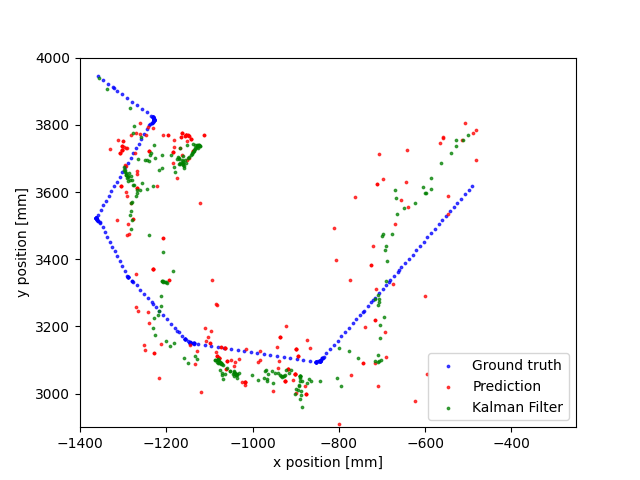 4000
3800
3600
3400
3200
3000
y position [mm]
−1400 −1200 −1000 −800 −600 −400
x position [mm]
Ground truth
Prediction
Kalman Filter